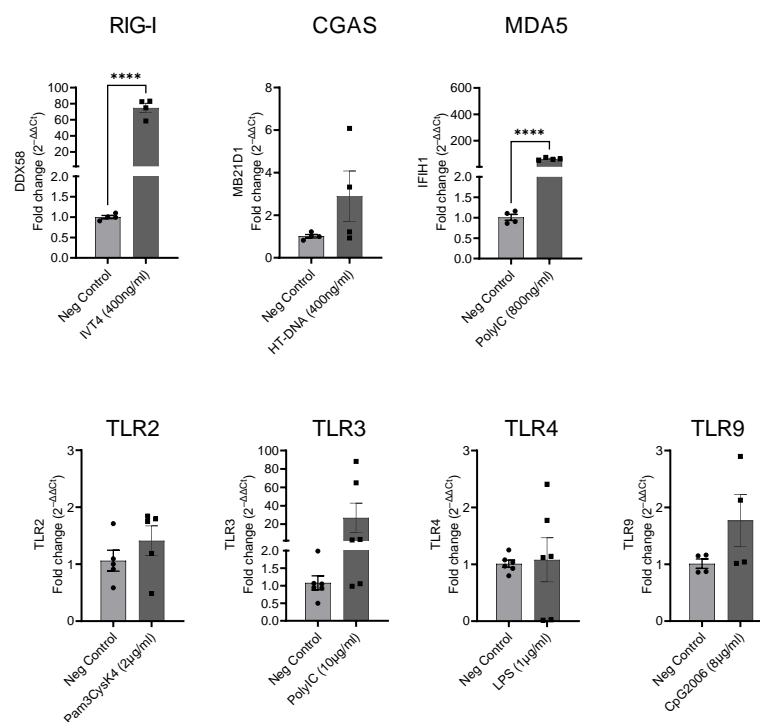 RIG-I
DDX58
Fold change (2⁻ΔΔCt)
100
80
60
40
20
2.0
1.5
1.0
0.5
0.0
****
Neg Control
IVT4 (400ng/ml)
CGAS
MB21D1
Fold change (2⁻ΔΔCt)
8
6
4
2
0
Neg Control
HT-DNA (400ng/ml)
MDA5
IFIH1
Fold change (2⁻ΔΔCt)
600
400
200
2.0
1.5
1.0
0.5
0.0
****
Neg Control
PolyIC (800ng/ml)
TLR2
TLR2
Fold change (2⁻ΔΔCt)
3
2
1
0
Neg Control
Pam3CysK4 (2µg/ml)
TLR3
TLR3
Fold change (2⁻ΔΔCt)
100
80
60
40
20
2.0
1.5
1.0
0.5
0.0
Neg Control
PolyIC (10µg/ml)
TLR4
TLR4
Fold change (2⁻ΔΔCt)
3
2
1
0
Neg Control
LPS (1µg/ml)
TLR9
TLR9
Fold change (2⁻ΔΔCt)
3
2
1
0
Neg Control
CpG2006 (8µg/ml)